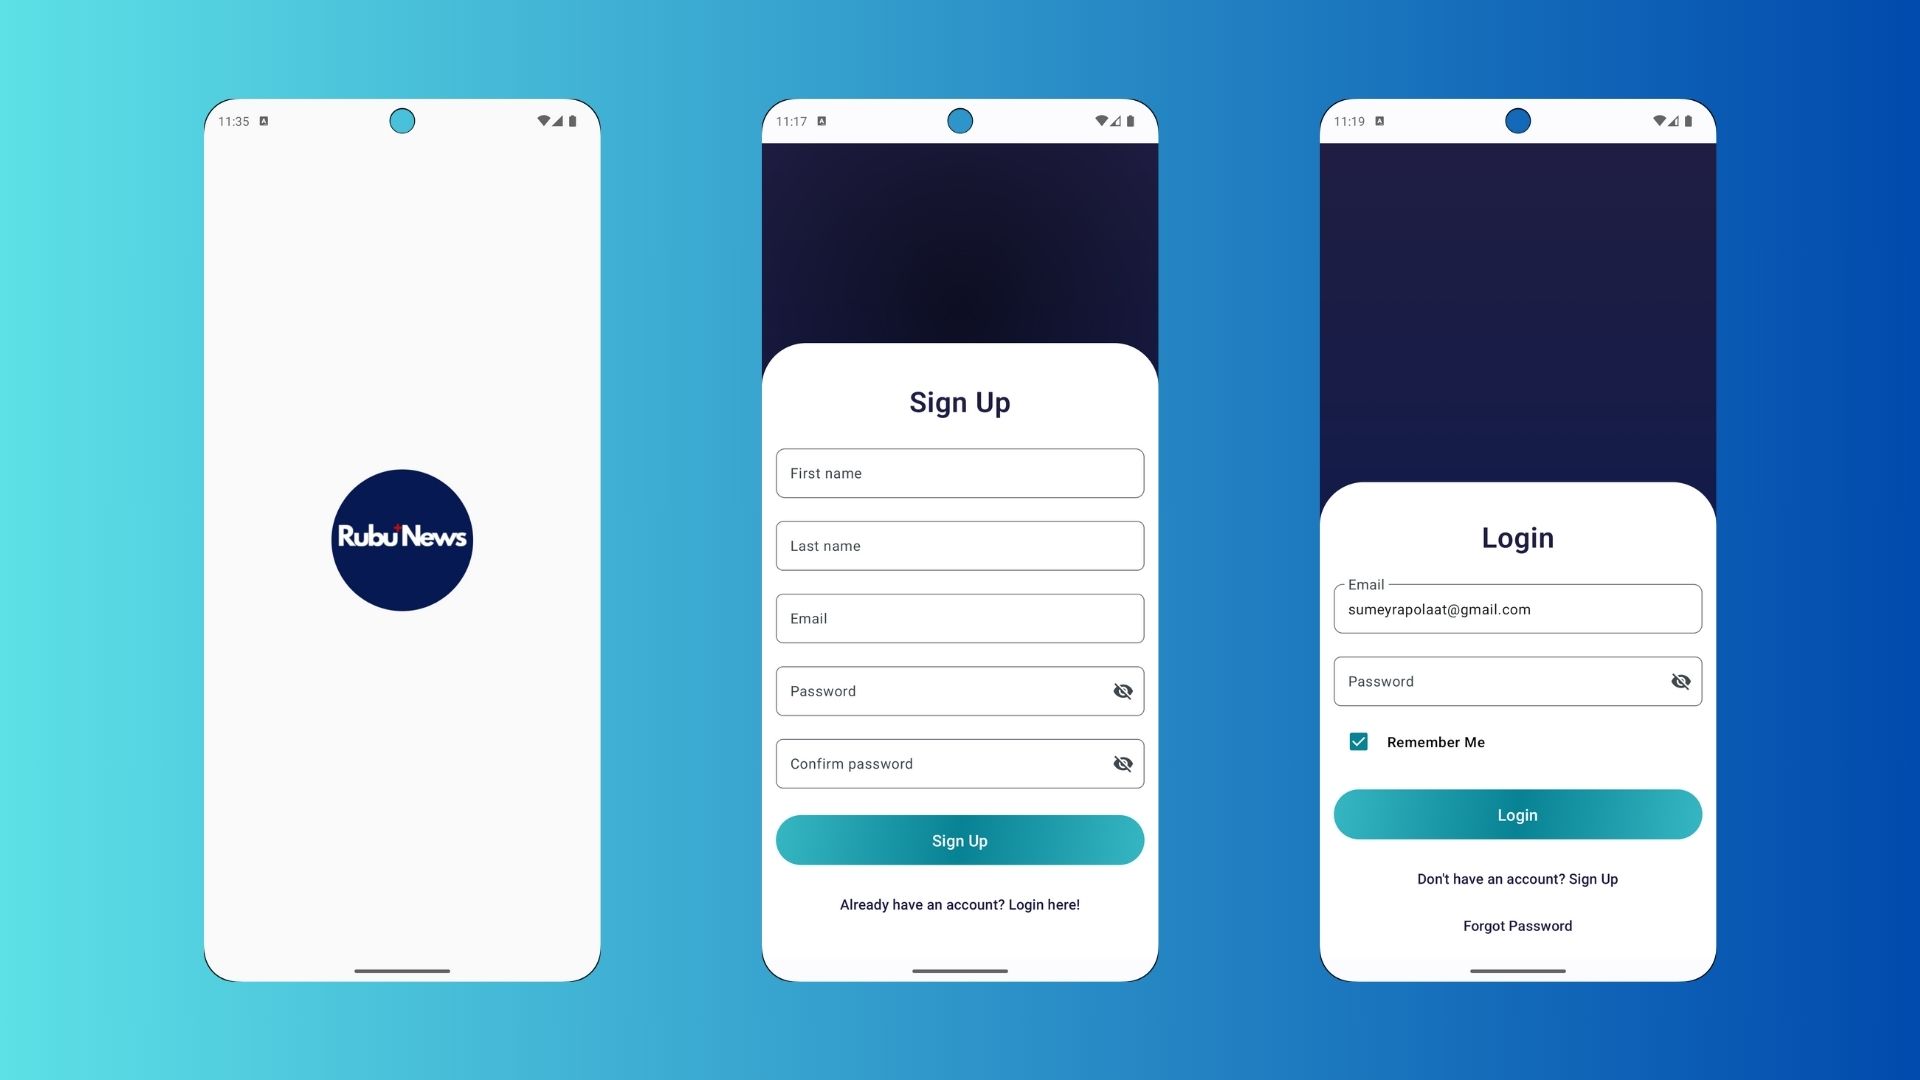 11:35
Rubu+News
11:17
Sign Up
First name
Last name
Email
Password
Confirm password
Sign Up
Already have an account? Login here!
11:19
Login
Email
sumeyrapolaat@gmail.com
Password
Remember Me
Login
Don't have an account? Sign Up
Forgot Password